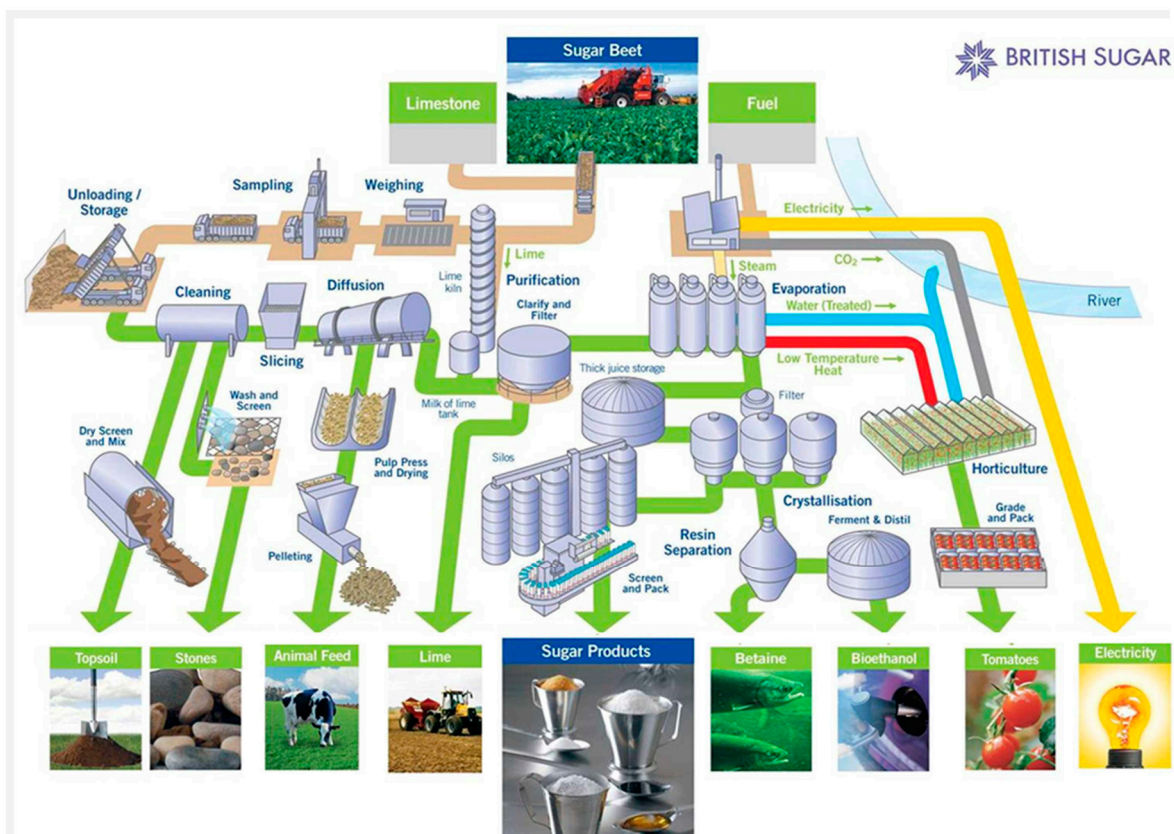 Sugar Beet
BRITISH SUGAR
Limestone
Fuel
Unloading /
Storage
Sampling
Weighing
Electricity
Lime
CO₂
Steam
River
Lime
kiln
Purification
Clarify and
Filter
Evaporation
Water (Treated)
Low Temperature
Heat
Cleaning
Slicing
Diffusion
Milk of lime
tank
Thick juice storage
Filter
Dry Screen
and Mix
Wash and
Screen
Pulp Press
and Drying
Pelleting
Silos
Resin
Separation
Crystallisation
Ferment & Distil
Screen
and Pack
Horticulture
Grade
and Pack
Topsoil
Stones
Animal Feed
Lime
Sugar Products
Betaine
Bioethanol
Tomatoes
Electricity